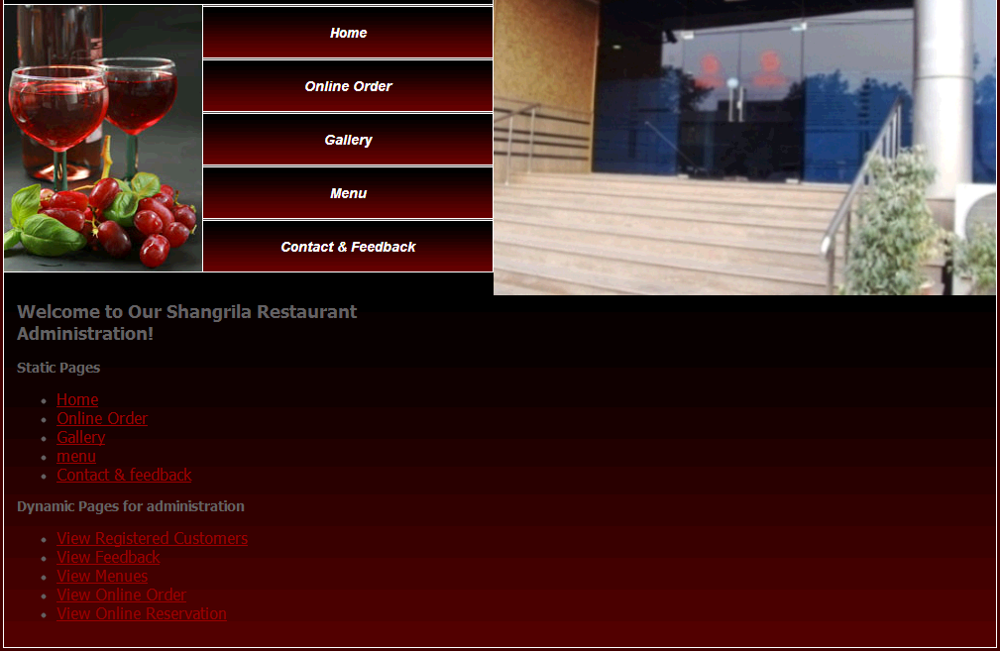 Home
Online Order
Gallery
Menu
Contact & Feedback
Welcome to Our Shangrila Restaurant
Administration!
Static Pages
Home
Online Order
Gallery
menu
Contact & feedback
Dynamic Pages for administration
View Registered Customers
View Feedback
View Menues
View Online Order
View Online Reservation